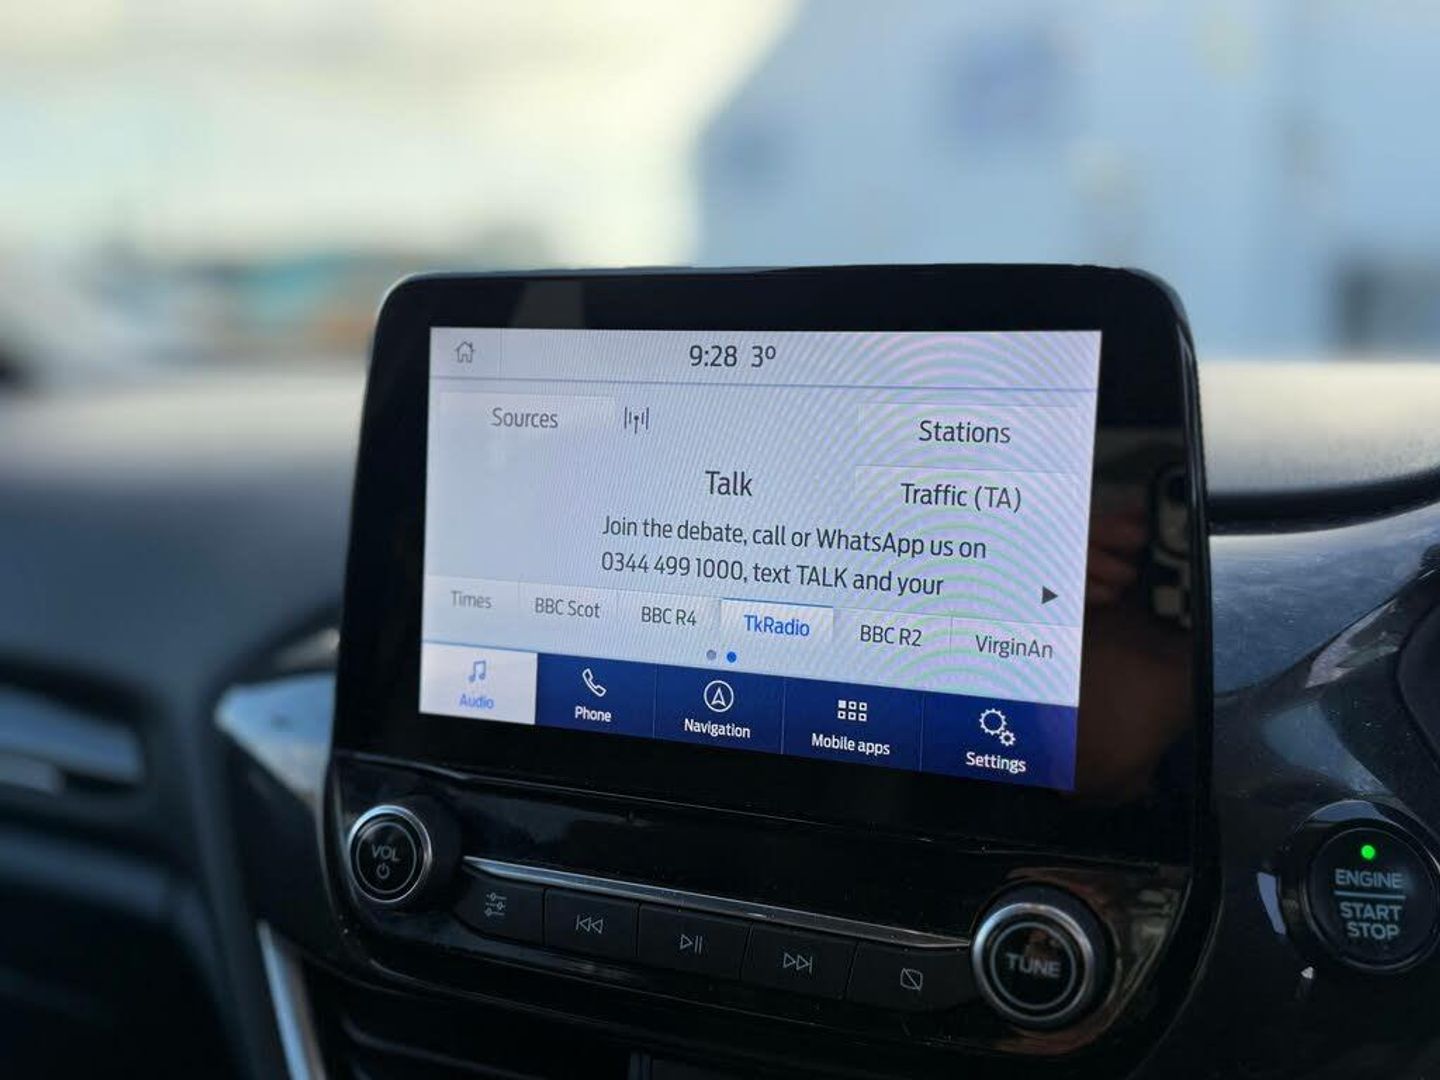 9:28 3°
Sources
Stations
Talk
Traffic (TA)
Join the debate, call or WhatsApp us on
0344 499 1000, text TALK and your
Times BBC Scot BBC R4 TkRadio BBC R2 VirginAn
Audio Phone Navigation Mobile apps Settings
VOL
TUNE
ENGINE
START
STOP